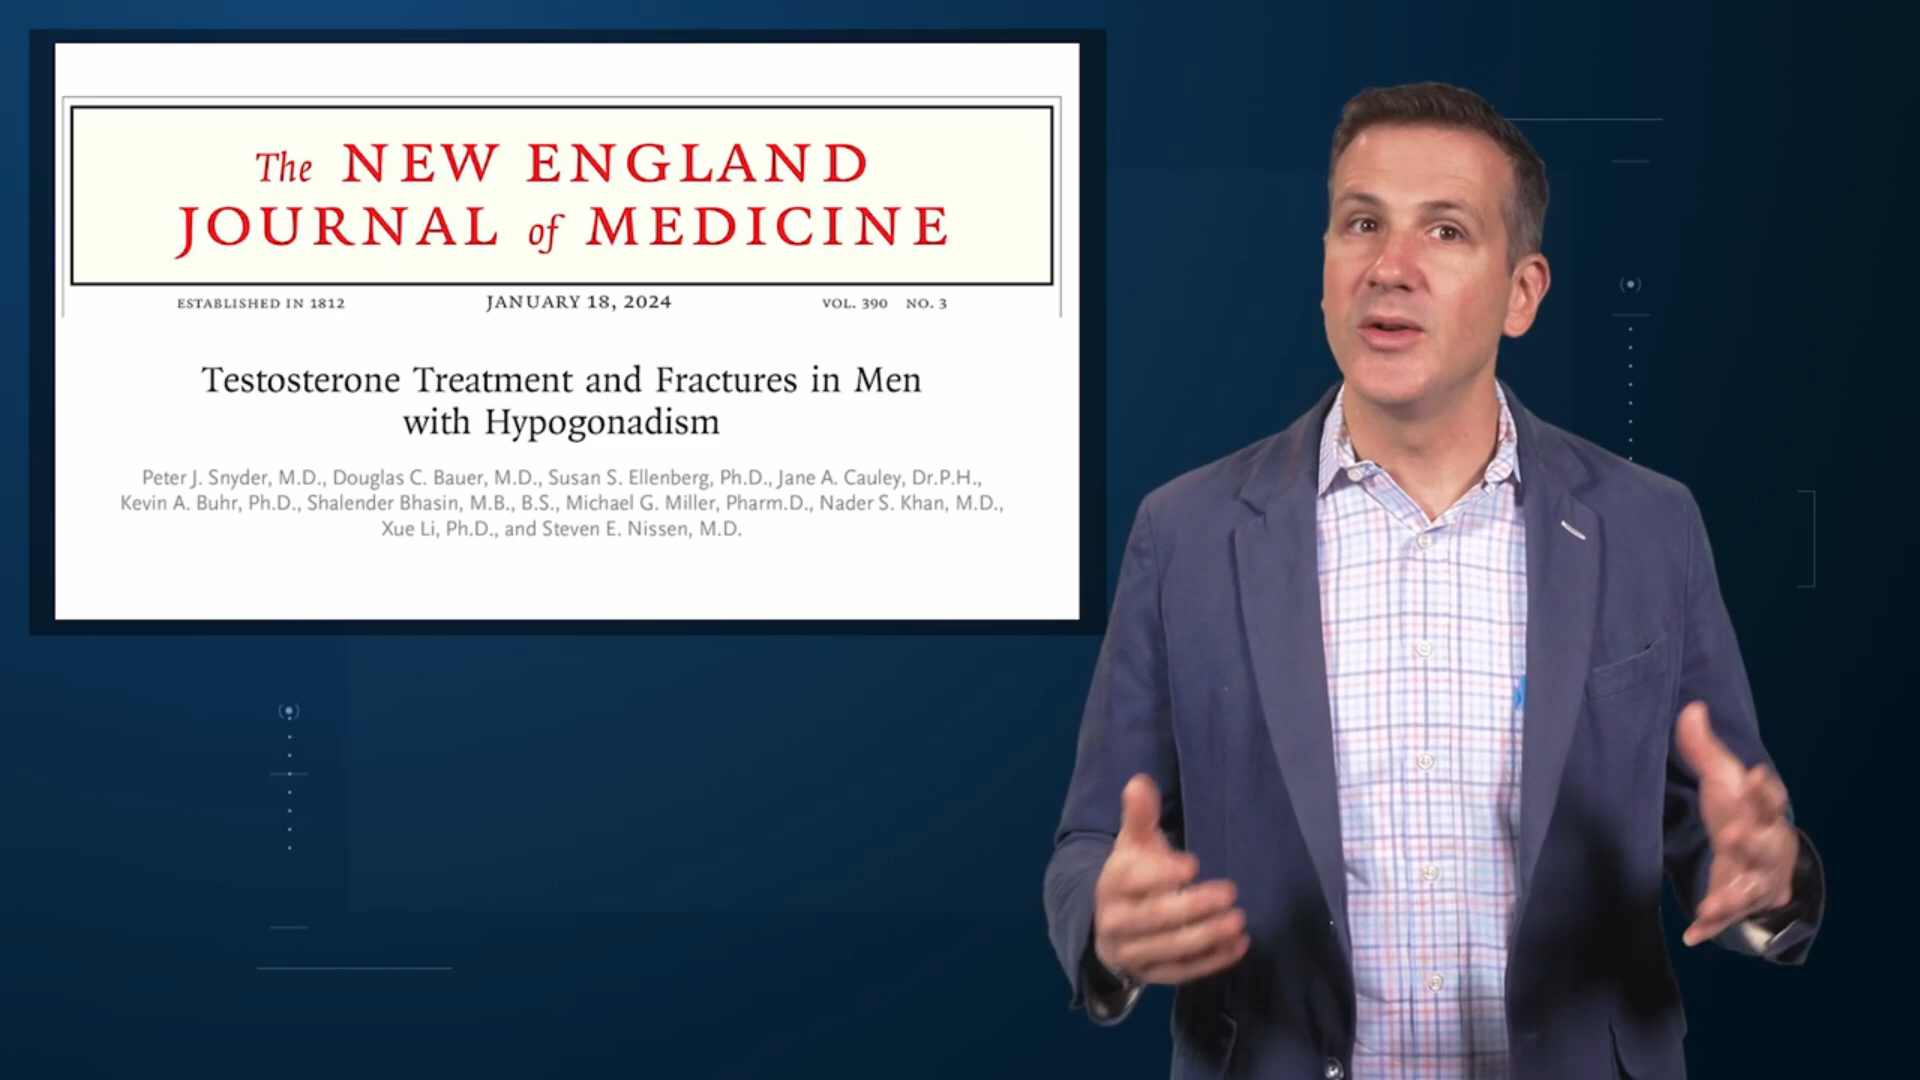 The NEW ENGLAND
JOURNAL of MEDICINE
ESTABLISHED IN 1812 JANUARY 18, 2024 VOL. 390 NO. 3
Testosterone Treatment and Fractures in Men
with Hypogonadism
Peter J. Snyder, M.D., Douglas C. Bauer, M.D., Susan S. Ellenberg, Ph.D., Jane A. Cauley, Dr.P.H.,
Kevin A. Buhr, Ph.D., Shalender Bhasin, M.B., B.S., Michael G. Miller, Pharm.D., Nader S. Khan, M.D.,
Xue Li, Ph.D., and Steven E. Nissen, M.D.